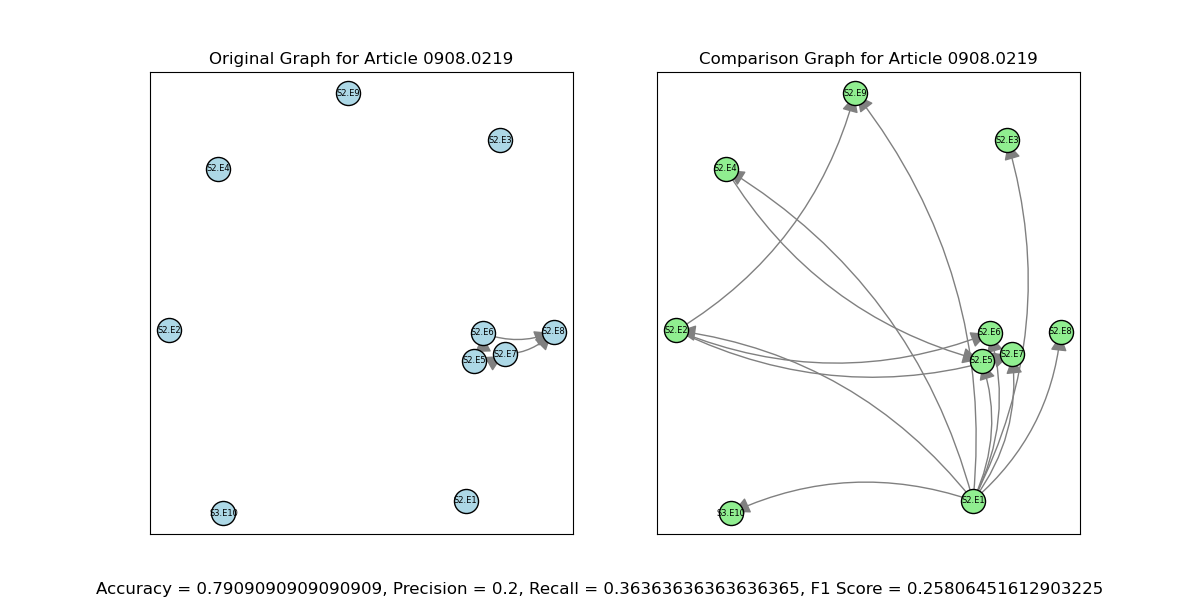 Original Graph for Article 0908.0219
Comparison Graph for Article 0908.0219
S2.E9
S2.E3
S2.E4
S2.E2
S2.E6
S2.E8
S2.E5
S2.E7
S2.E1
S3.E10
S2.E9
S2.E3
S2.E4
S2.E2
S2.E6
S2.E8
S2.E5
S2.E7
S2.E1
S3.E10
Accuracy = 0.7909090909090909, Precision = 0.2, Recall = 0.36363636363636365, F1 Score = 0.25806451612903225